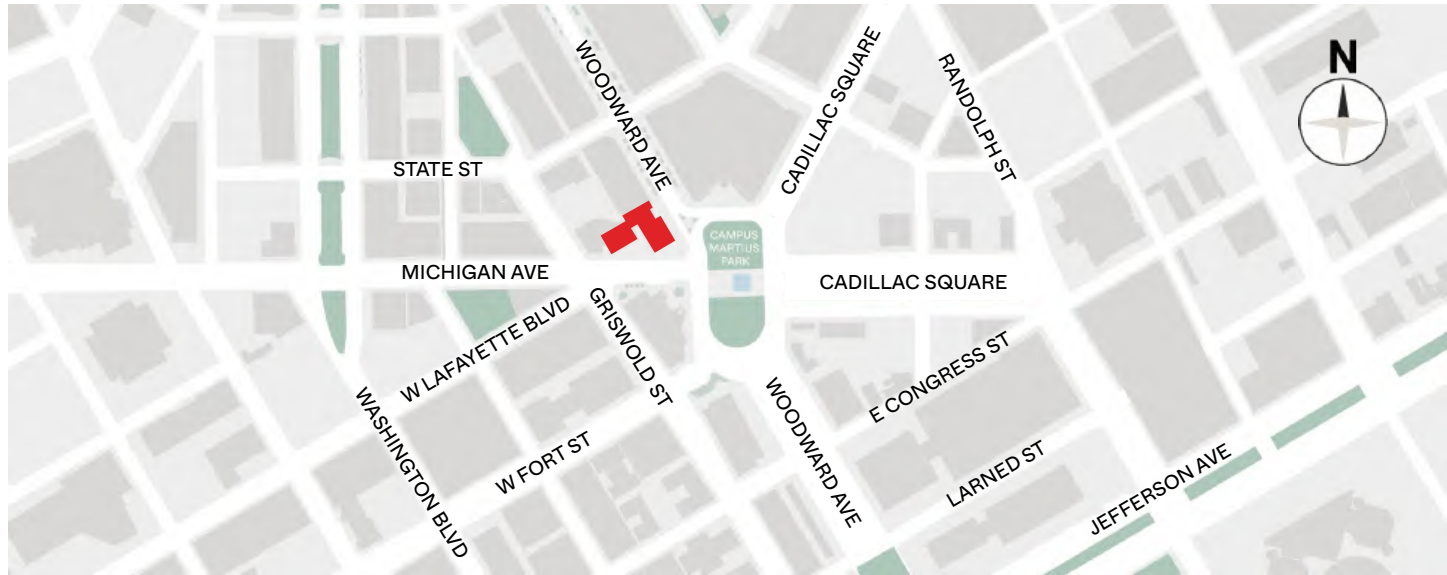 WOODWARD AVE
CADILLAC SQUARE
RANDOLPH ST
N
STATE ST
CAMPUS
MARTIUS
PARK
MICHIGAN AVE
CADILLAC SQUARE
W LAFAYETTE BLVD
GRISWOLD ST
E CONGRESS ST
WASHINGTON BLVD
W FORT ST
WOODWARD AVE
LARNED ST
JEFFERSON AVE